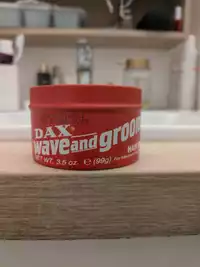 DAX
wave and groom
NET WT. 3.5 oz. ℮ (99g)